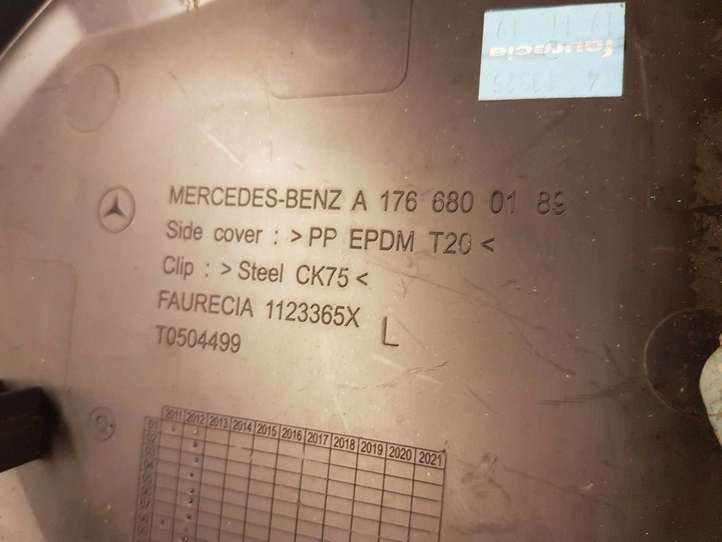 faurecia
MERCEDES-BENZ A 176 680 01 89
Side cover : >PP EPDM T20<
Clip : >Steel CK75<
FAURECIA 1123365X
L
T0504499
2011 2012 2013 2014 2015 2016 2017 2018 2019 2020 2021